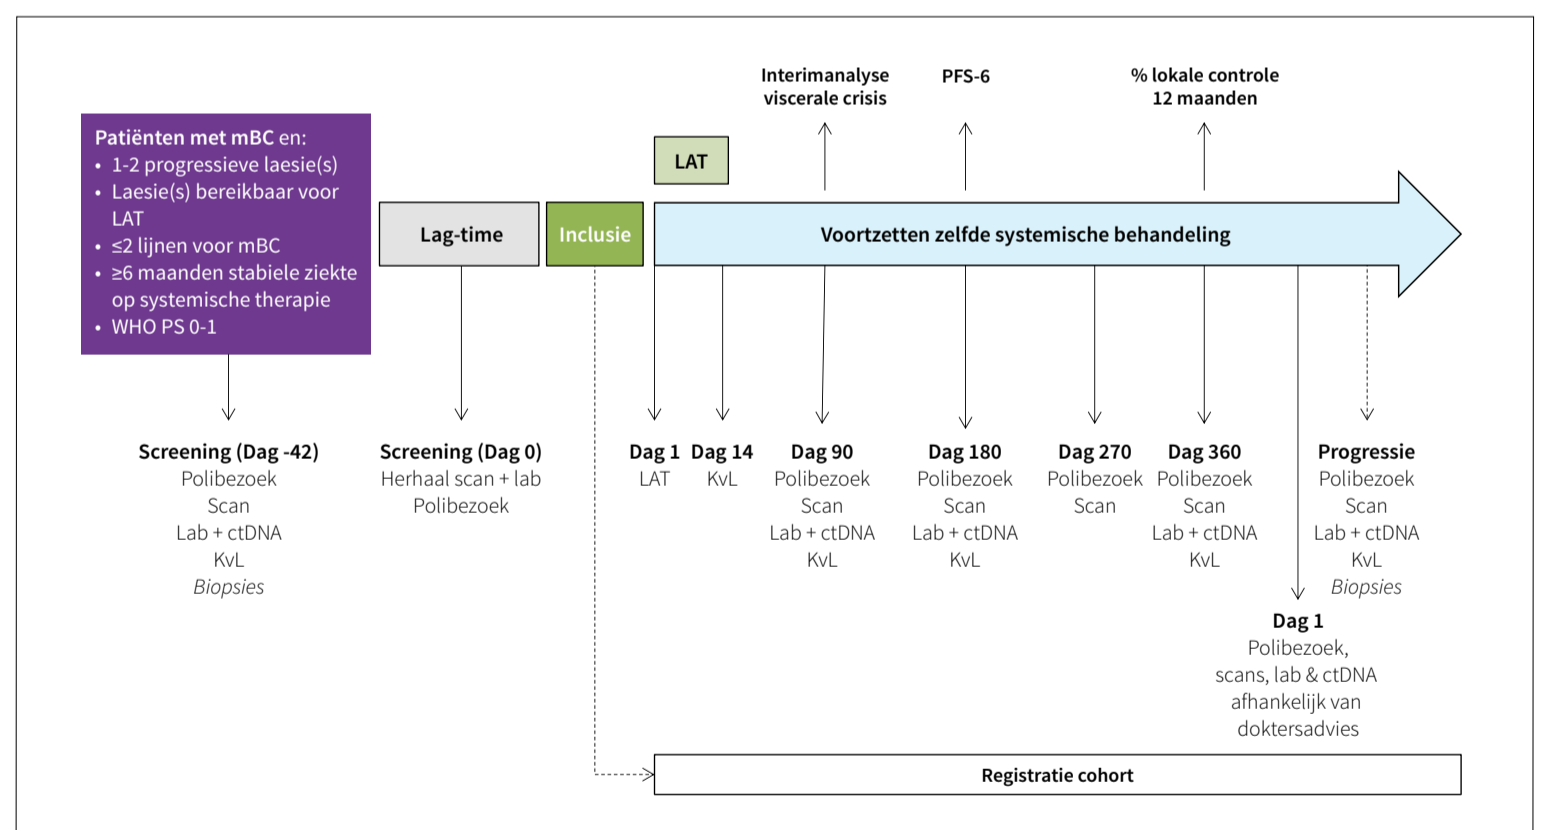 Interimanalyse
viscerale crisis
PFS-6
% lokale controle
12 maanden
Patiënten met mBC en:
• 1-2 progressieve laesie(s)
• Laesie(s) bereikbaar voor
LAT
• ≤2 lijnen voor mBC
• ≥6 maanden stabiele ziekte
op systemische therapie
• WHO PS 0-1
LAT
Lag-time
Inclusie
Voortzetten zelfde systemische behandeling
Screening (Dag -42)
Polibezoek
Scan
Lab + ctDNA
KvL
Biopsies
Screening (Dag 0)
Herhaal scan + lab
Polibezoek
Dag 1
LAT
Dag 14
KvL
Dag 90
Polibezoek
Scan
Lab + ctDNA
KvL
Dag 180
Polibezoek
Scan
Lab + ctDNA
KvL
Dag 270
Polibezoek
Scan
Dag 360
Polibezoek
Scan
Lab + ctDNA
KvL
Progressie
Polibezoek
Scan
Lab + ctDNA
KvL
Biopsies
Dag 1
Polibezoek,
scans, lab & ctDNA
afhankelijk van
doktersadvies
Registratie cohort